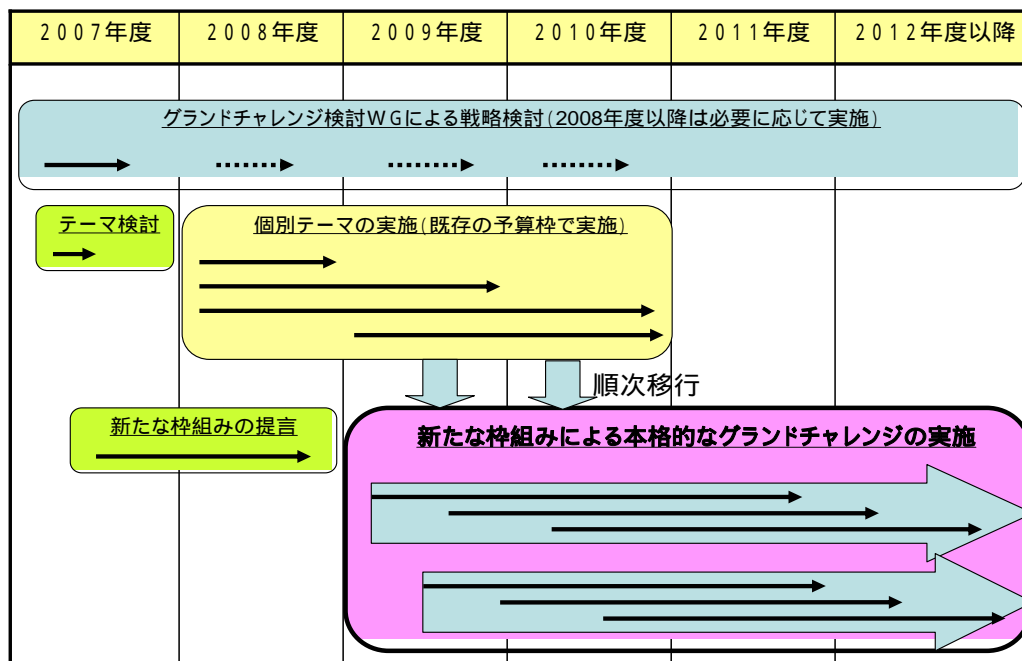 2007年度
2008年度
2009年度
2010年度
2011年度
2012年度以降
グランドチャレンジ検討WGによる戦略検討(2008年度以降は必要に応じて実施)
テーマ検討
個別テーマの実施(既存の予算枠で実施)
順次移行
新たな枠組みの提言
新たな枠組みによる本格的なグランドチャレンジの実施